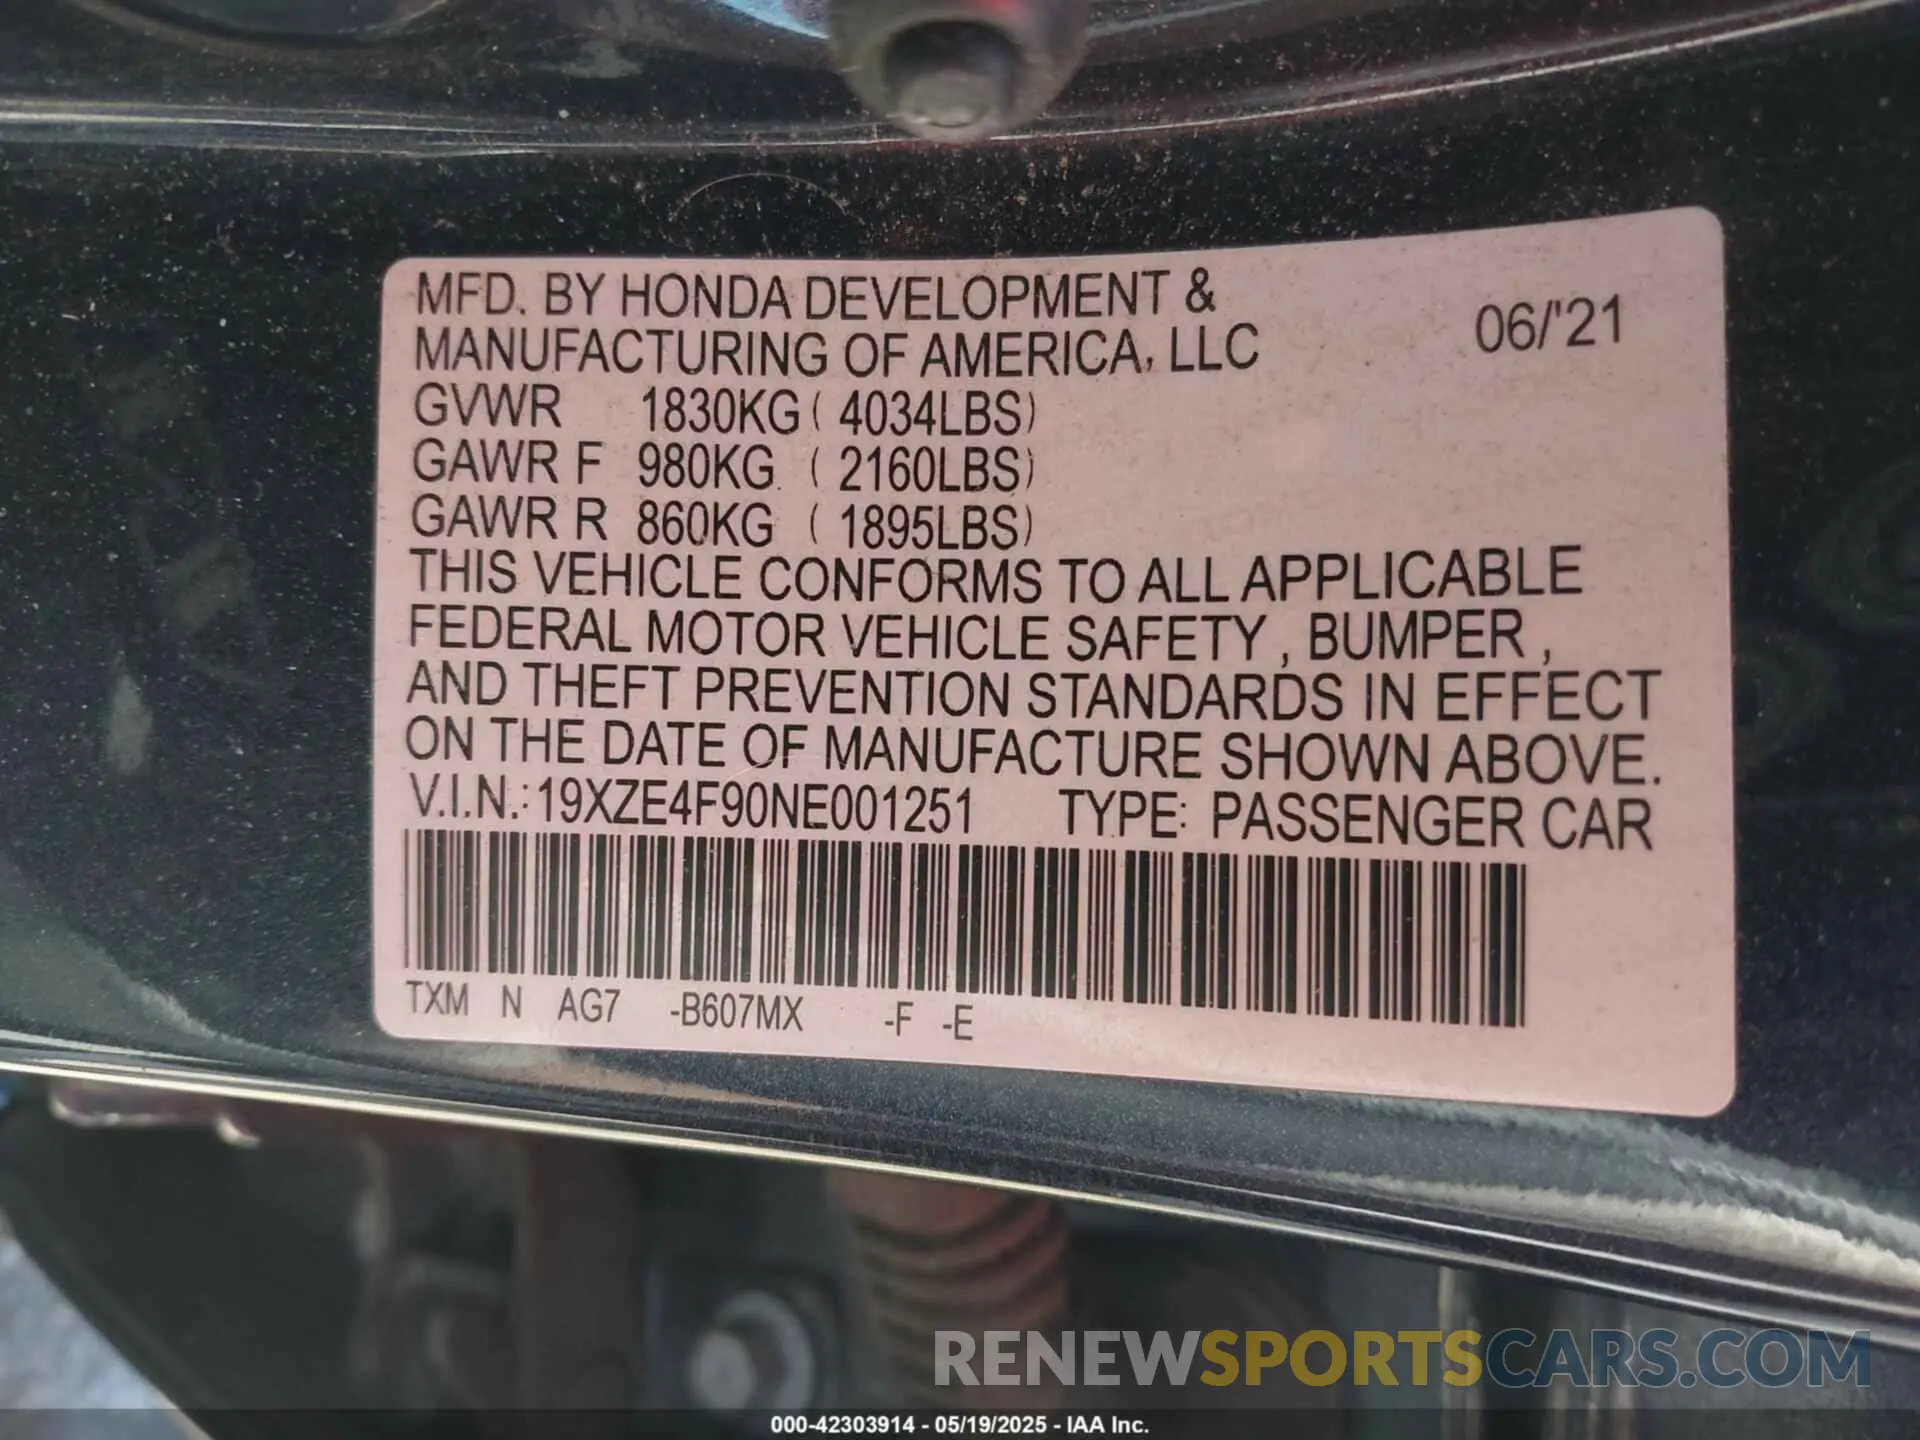 MFD. BY HONDA DEVELOPMENT &
MANUFACTURING OF AMERICA, LLC 06/'21
GVWR 1830KG ( 4034LBS)
GAWR F 980KG ( 2160LBS)
GAWR R 860KG ( 1895LBS)
THIS VEHICLE CONFORMS TO ALL APPLICABLE
FEDERAL MOTOR VEHICLE SAFETY , BUMPER ,
AND THEFT PREVENTION STANDARDS IN EFFECT
ON THE DATE OF MANUFACTURE SHOWN ABOVE.
V.I.N.: 19XZE4F90NE001251 TYPE: PASSENGER CAR
TXM N AG7 -B607MX -F -E
RENEWSPORTSCARS.COM
000-42303914 - 05/19/2025 - IAA Inc.